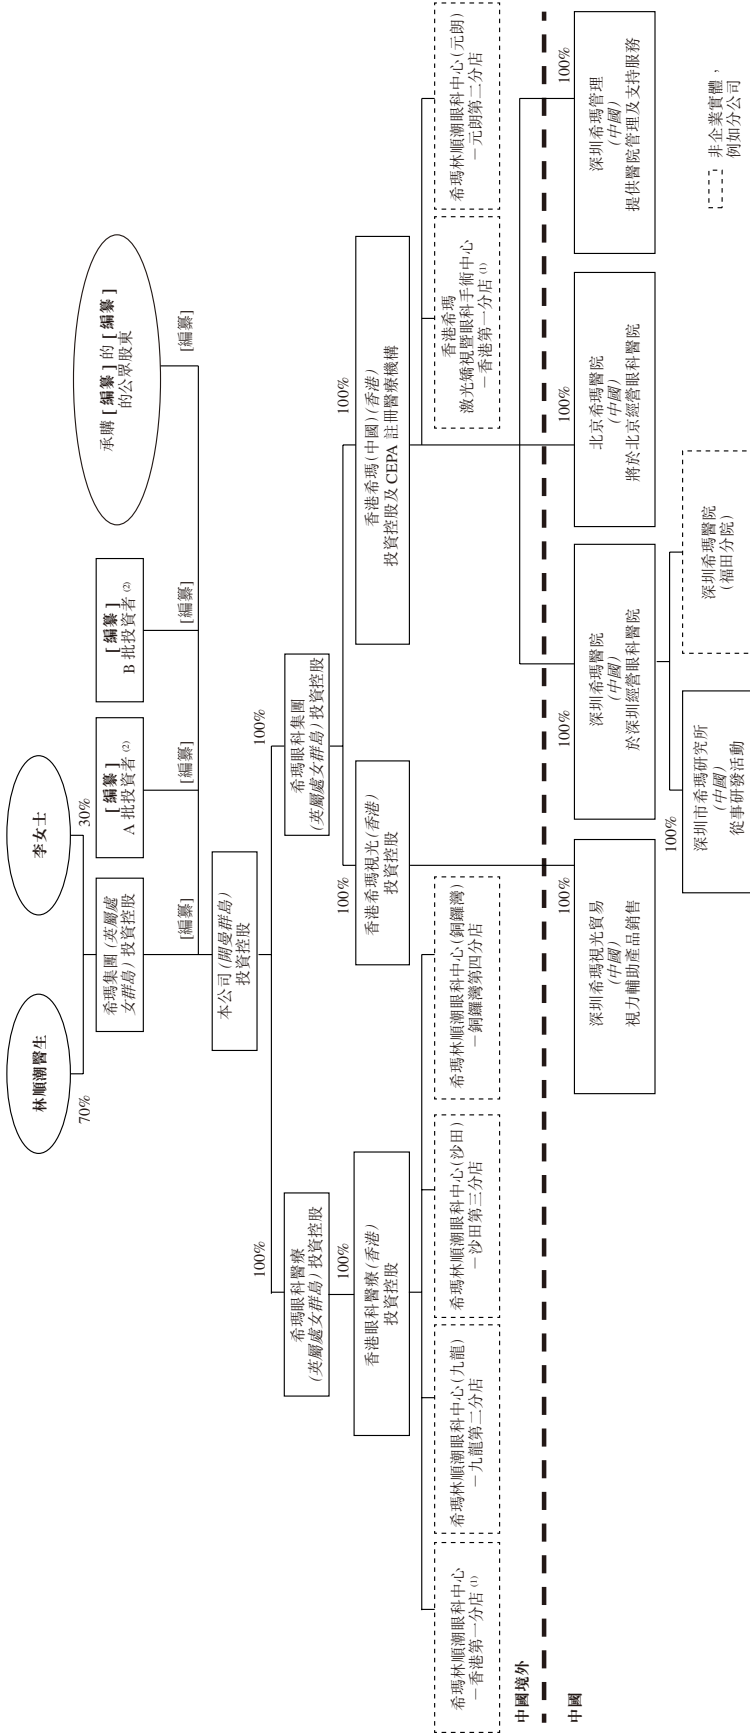 林順潮醫生
李女士
70%
30%
希瑪集團(英屬處
女群島)投資控股
[編纂]
A 批投資者(2)
[編纂]
B 批投資者(2)
承購[編纂]的[編纂]
的公眾股東
[編纂]
[編纂]
[編纂]
[編纂]
本公司(開曼群島)
投資控股
100%
100%
希瑪眼科醫療
(英屬處女群島)投資控股
希瑪眼科集團
(英屬處女群島)投資控股
100%
100%
100%
香港眼科醫療(香港)
投資控股
香港希瑪視光(香港)
投資控股
香港希瑪(中國)(香港)
投資控股及 CEPA 註冊醫療機構
希瑪林順潮眼科中心
－香港第一分店(1)
希瑪林順潮眼科中心(九龍)
－九龍第二分店
希瑪林順潮眼科中心(沙田)
－沙田第三分店
希瑪林順潮眼科中心(銅鑼灣)
－銅鑼灣第四分店
香港希瑪
激光矯視暨眼科手術中心
－香港第一分店(1)
希瑪林順潮眼科中心(元朗)
－元朗第二分店
中國境外
中國
100%
100%
100%
100%
深圳希瑪視光貿易
(中國)
視力輔助產品銷售
深圳希瑪醫院
(中國)
於深圳經營眼科醫院
北京希瑪醫院
(中國)
將於北京經營眼科醫院
深圳希瑪管理
(中國)
提供醫院管理及支持服務
100%
深圳市希瑪研究所
(中國)
從事研發活動
深圳希瑪醫院
(福田分院)
非企業實體，
例如分公司